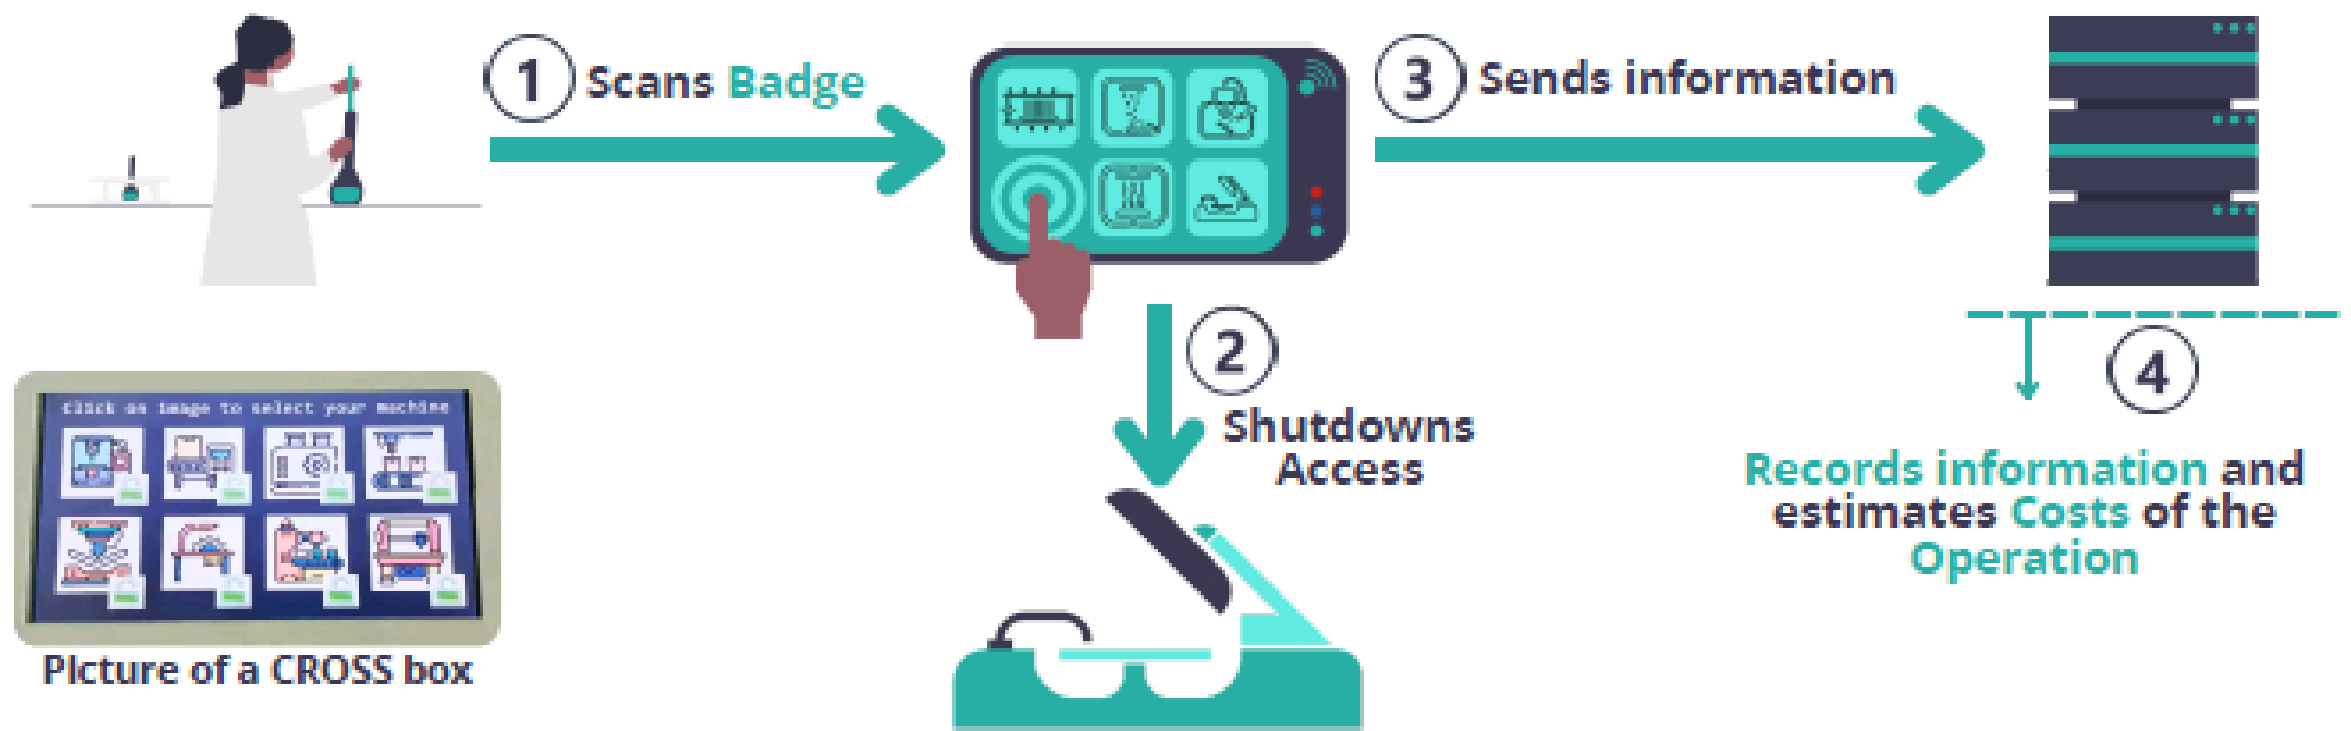 1 Scans Badge
3 Sends information
2
Shutdowns
Access
4
Records information and
estimates Costs of the
Operation
Click on image to select your machine
PIcture of a CROSS box